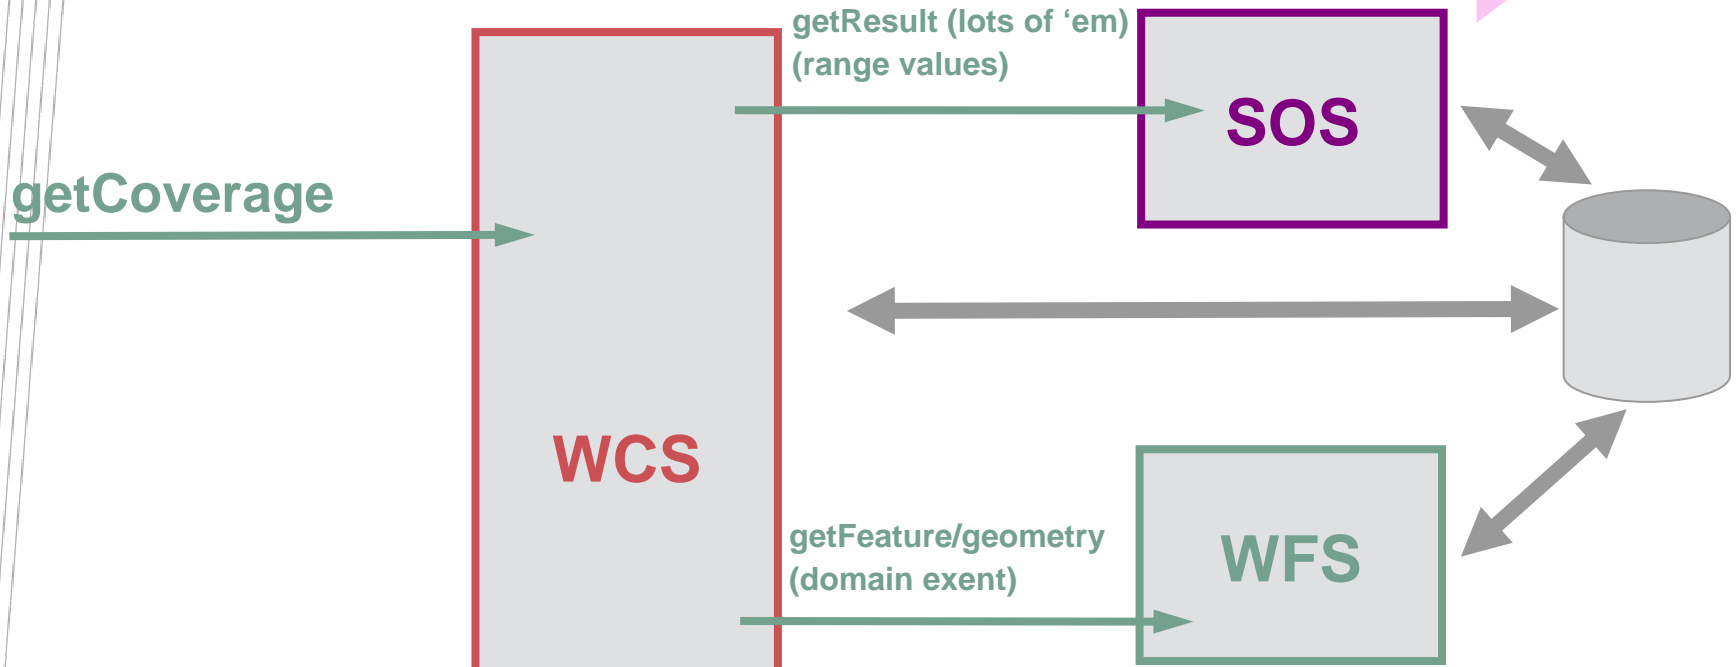 getResult (lots of ‘em)
(range values)
SOS
getCoverage
WCS
getFeature/geometry
(domain exent)
WFS